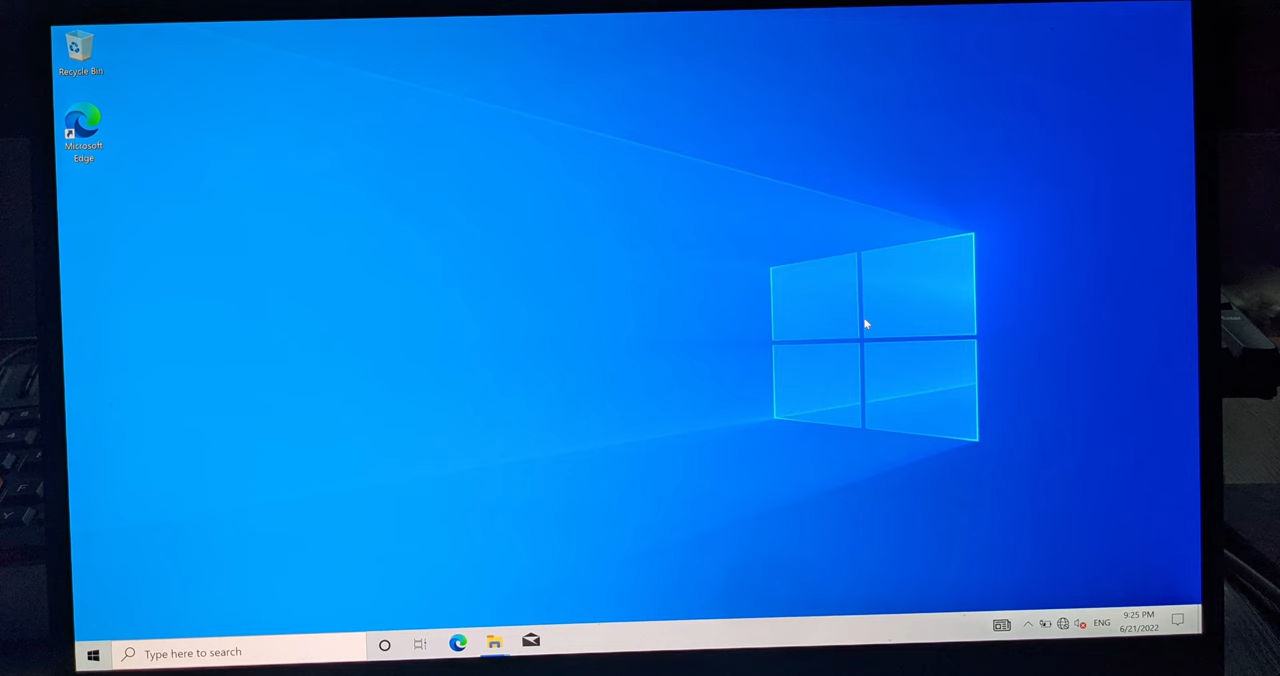 Recycle Bin
Microsoft
Edge
Type here to search
ENG
9:25 PM
6/21/2022